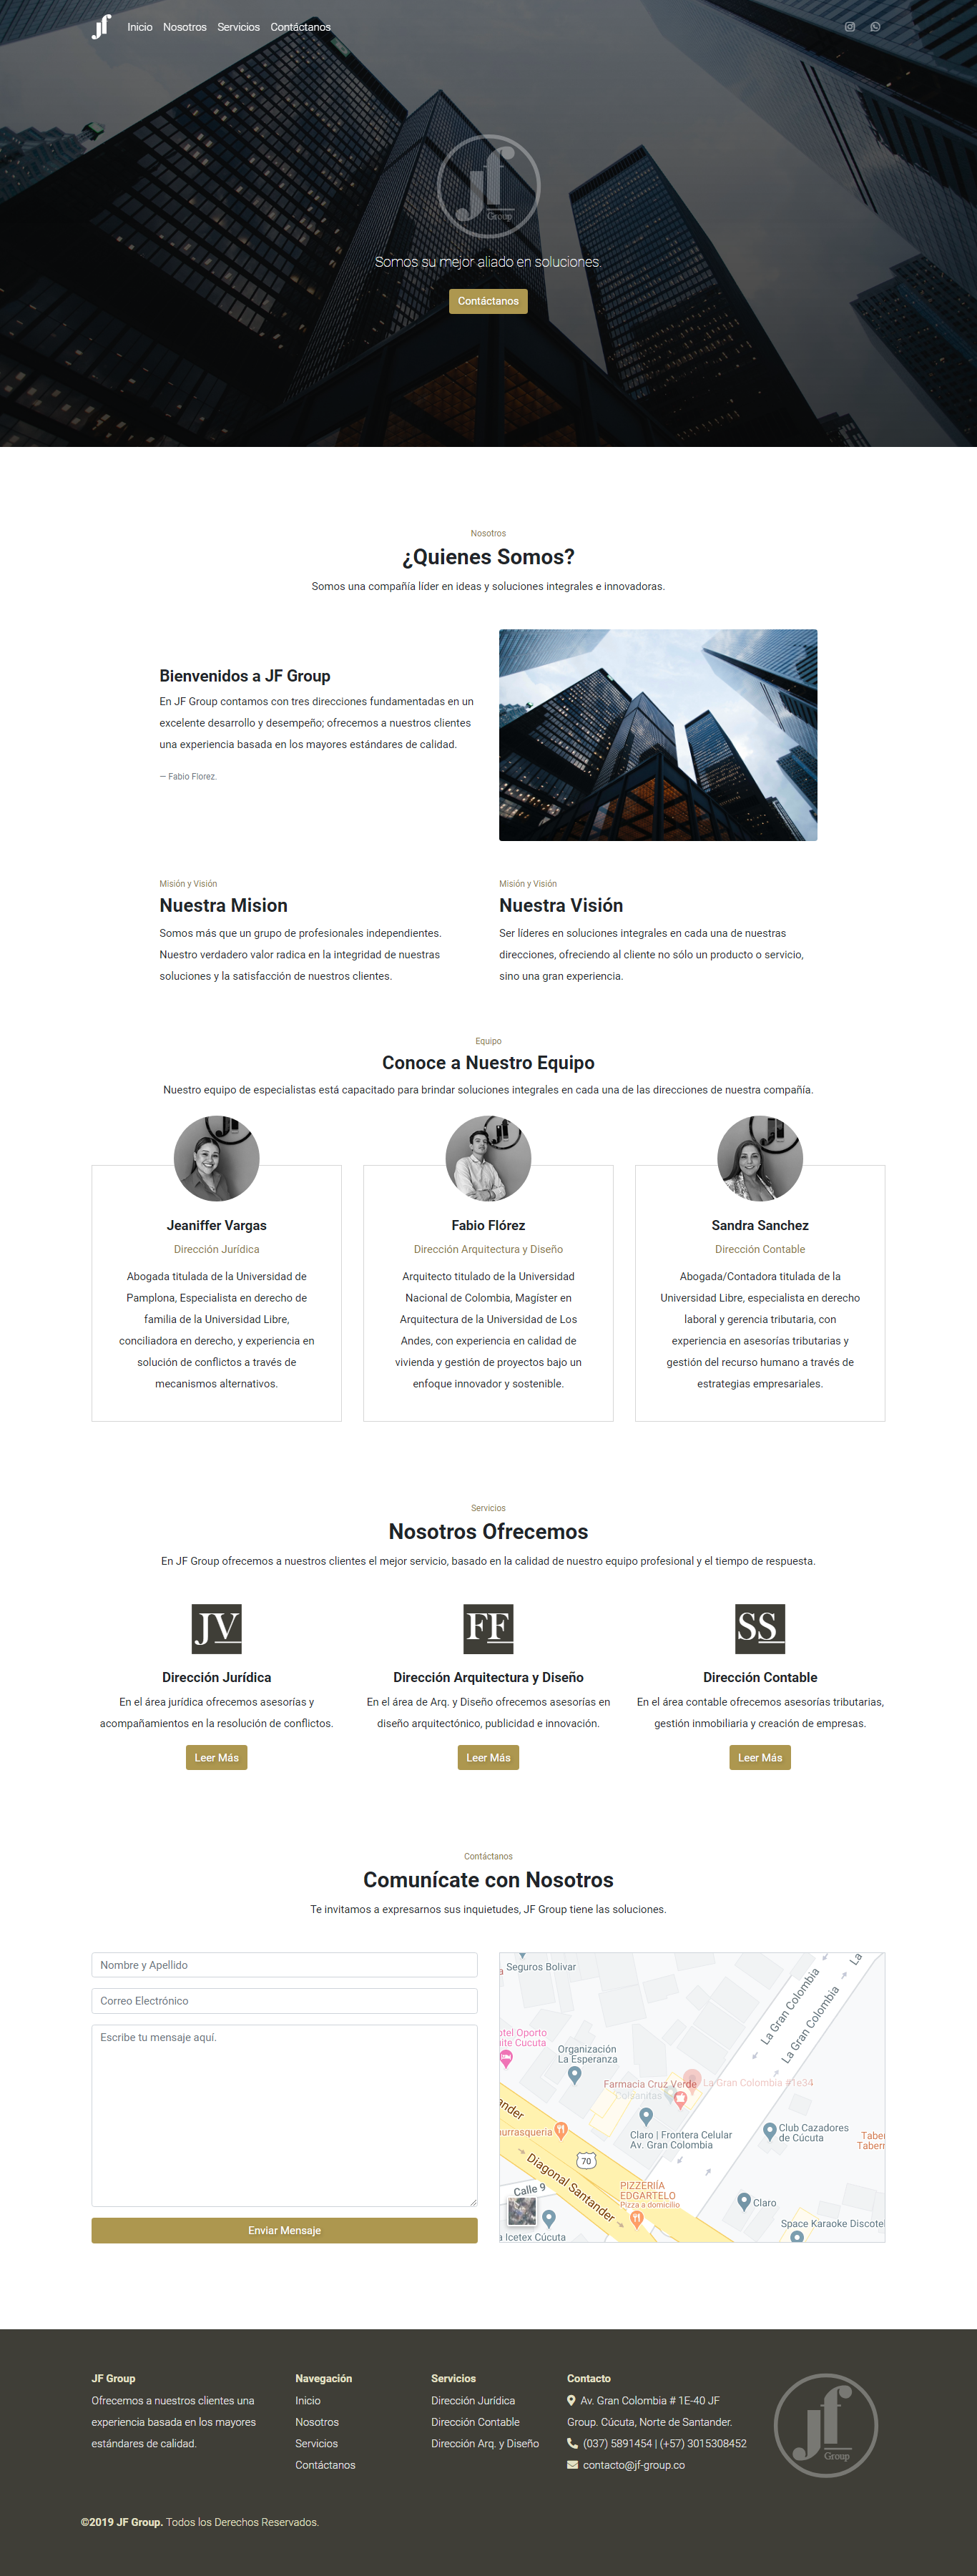 jf
Inicio Nosotros Servicios Contáctanos
jf
Group
Somos su mejor aliado en soluciones.
Contáctanos
Nosotros
¿Quienes Somos?
Somos una compañía líder en ideas y soluciones integrales e innovadoras.
Bienvenidos a JF Group
En JF Group contamos con tres direcciones fundamentadas en un
excelente desarrollo y desempeño; ofrecemos a nuestros clientes
una experiencia basada en los mayores estándares de calidad.
— Fabio Florez.
Misión y Visión
Nuestra Mision
Somos más que un grupo de profesionales independientes.
Nuestro verdadero valor radica en la integridad de nuestras
soluciones y la satisfacción de nuestros clientes.
Misión y Visión
Nuestra Visión
Ser líderes en soluciones integrales en cada una de nuestras
direcciones, ofreciendo al cliente no sólo un producto o servicio,
sino una gran experiencia.
Equipo
Conoce a Nuestro Equipo
Nuestro equipo de especialistas está capacitado para brindar soluciones integrales en cada una de las direcciones de nuestra compañía.
Jeaniffer Vargas
Dirección Jurídica
Abogada titulada de la Universidad de
Pamplona, Especialista en derecho de
familia de la Universidad Libre,
conciliadora en derecho, y experiencia en
solución de conflictos a través de
mecanismos alternativos.
Fabio Flórez
Dirección Arquitectura y Diseño
Arquitecto titulado de la Universidad
Nacional de Colombia, Magíster en
Arquitectura de la Universidad de Los
Andes, con experiencia en calidad de
vivienda y gestión de proyectos bajo un
enfoque innovador y sostenible.
Sandra Sanchez
Dirección Contable
Abogada/Contadora titulada de la
Universidad Libre, especialista en derecho
laboral y gerencia tributaria, con
experiencia en asesorías tributarias y
gestión del recurso humano a través de
estrategias empresariales.
Servicios
Nosotros Ofrecemos
En JF Group ofrecemos a nuestros clientes el mejor servicio, basado en la calidad de nuestro equipo profesional y el tiempo de respuesta.
JV
Dirección Jurídica
En el área jurídica ofrecemos asesorías y
acompañamientos en la resolución de conflictos.
Leer Más
FF
Dirección Arquitectura y Diseño
En el área de Arq. y Diseño ofrecemos asesorías en
diseño arquitectónico, publicidad e innovación.
Leer Más
SS
Dirección Contable
En el área contable ofrecemos asesorías tributarias,
gestión inmobiliaria y creación de empresas.
Leer Más
Contáctanos
Comunícate con Nosotros
Te invitamos a expresarnos sus inquietudes, JF Group tiene las soluciones.
Nombre y Apellido
Correo Electrónico
Escribe tu mensaje aquí.
Enviar Mensaje
Seguros Bolivar
La
La Gran Colombia
La Gran Colombia
otel Oporto
ite Cucuta
Organización
La Esperanza
Farmacia Cruz Verde
La Gran Colombia #1e34
Colsanitas
ander
urrasqueria
Claro | Frontera Celular
Av. Gran Colombia
Club Cazadores
de Cúcuta
Taber
Tabern
70
Diagonal Santander
Calle 9
PIZZERIÍA
EDGARTELO
Pizza a domicilio
Claro
Space Karaoke Discotel
a Icetex Cúcuta
JF Group
Ofrecemos a nuestros clientes una
experiencia basada en los mayores
estándares de calidad.
Navegación
Inicio
Nosotros
Servicios
Contáctanos
Servicios
Dirección Jurídica
Dirección Contable
Dirección Arq. y Diseño
Contacto
Av. Gran Colombia # 1E-40 JF
Group. Cúcuta, Norte de Santander.
(037) 5891454 | (+57) 3015308452
contacto@jf-group.co
jf
Group
©2019 JF Group. Todos los Derechos Reservados.